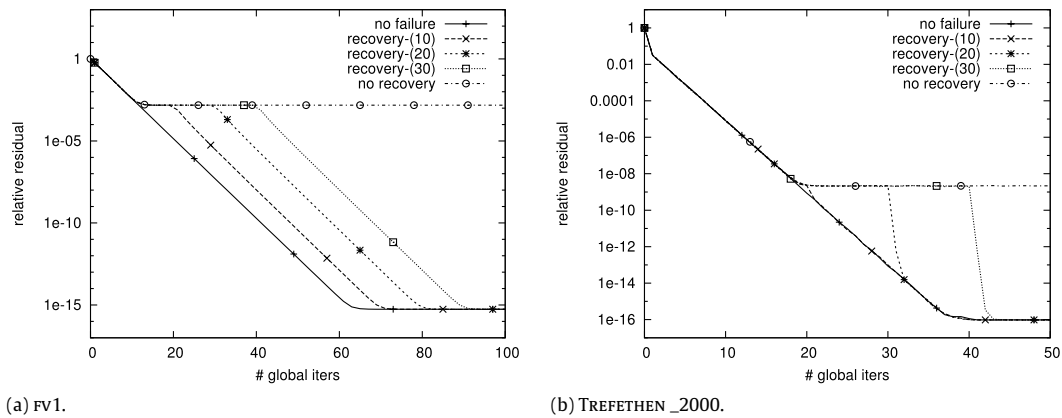 no failure
recovery-(10)
recovery-(20)
recovery-(30)
no recovery
1
1e-05
1e-10
1e-15
relative residual
0 20 40 60 80 100
# global iters
(a) FV1.
no failure
recovery-(10)
recovery-(20)
recovery-(30)
no recovery
1
0.01
0.0001
1e-06
1e-08
1e-10
1e-12
1e-14
1e-16
relative residual
0 10 20 30 40 50
# global iters
(b) TREFETHEN _2000.